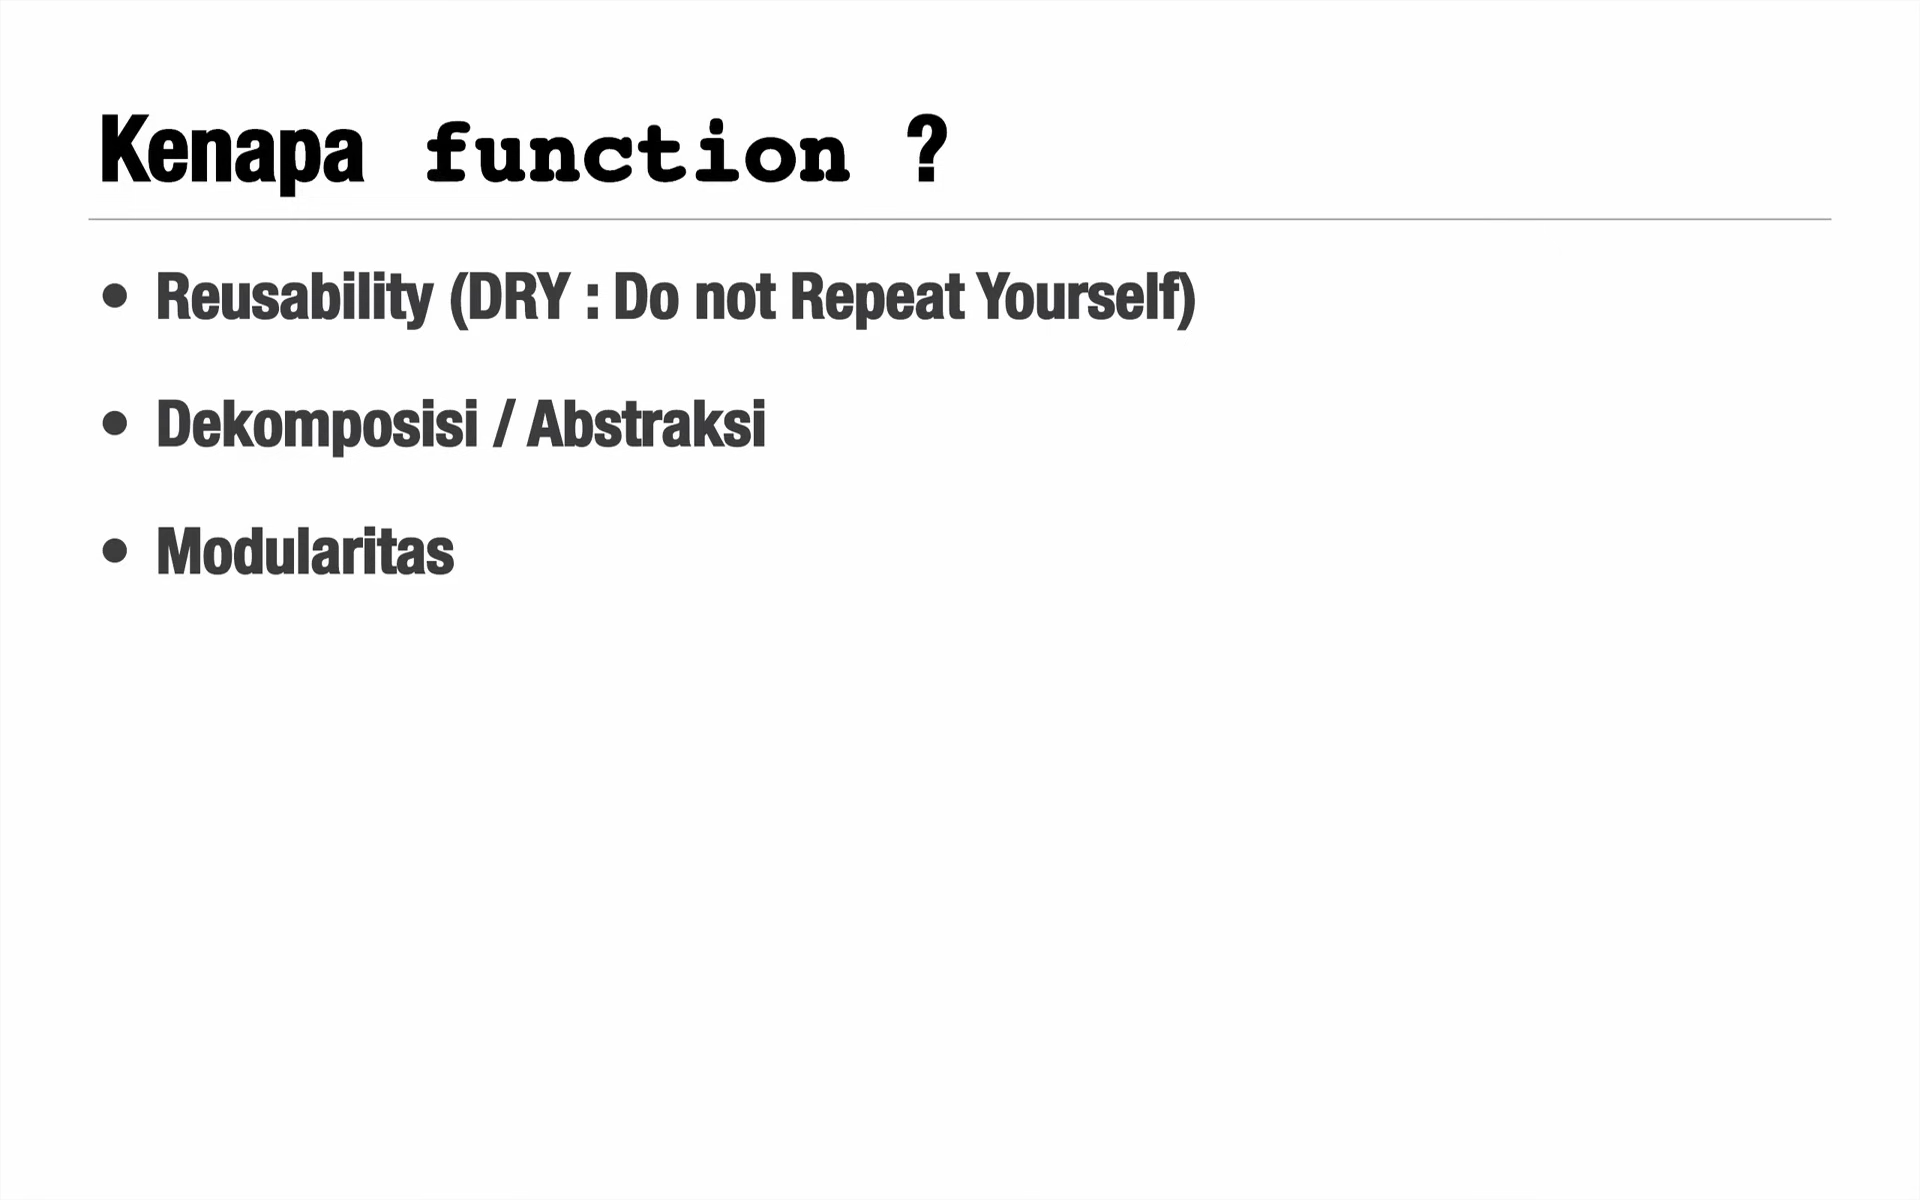 Kenapa function ?
• Reusability (DRY : Do not Repeat Yourself)
• Dekomposisi / Abstraksi
• Modularitas